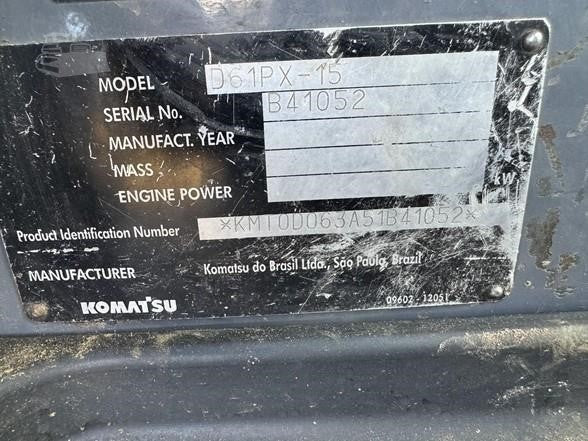 MODEL D61PX-15
SERIAL No. B41052
MANUFACT. YEAR
MASS
ENGINE POWER kW
Product Identification Number *KMT0D063A51B41052*
MANUFACTURER Komatsu do Brasil Ltda., São Paulo, Brazil
KOMATSU 09602-12051